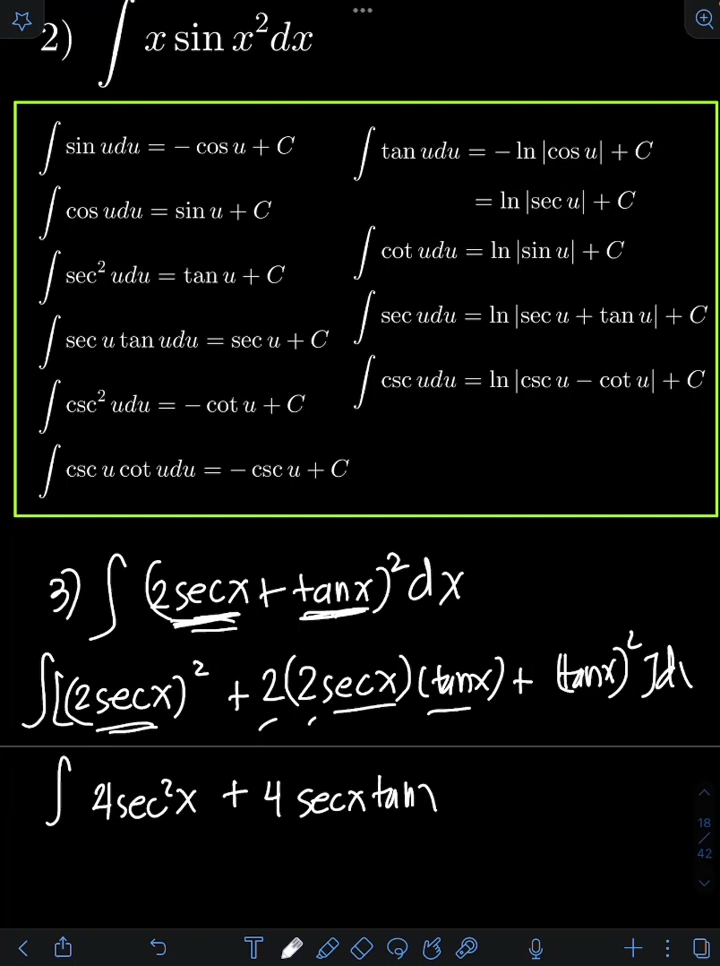 2) ∫ x sin x² dx
∫ sin u du = − cos u + C
∫ cos u du = sin u + C
∫ sec² u du = tan u + C
∫ sec u tan u du = sec u + C
∫ csc² u du = − cot u + C
∫ csc u cot u du = − csc u + C
∫ tan u du = − ln |cos u| + C
= ln |sec u| + C
∫ cot u du = ln |sin u| + C
∫ sec u du = ln |sec u + tan u| + C
∫ csc u du = ln |csc u − cot u| + C
3) ∫ (2secx + tanx)² dx
∫[(2secx)² + 2(2secx)(tanx) + (tanx)²]d
∫ 4sec²x + 4 secx tan
18
/
42
T